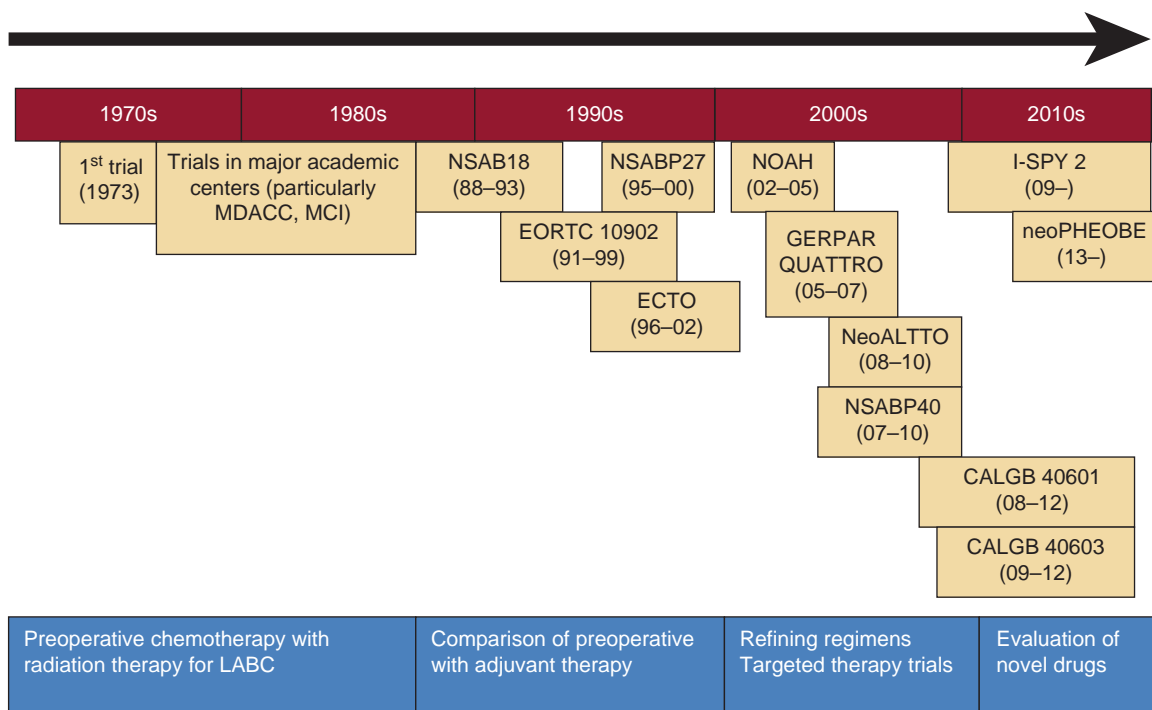 1970s
1980s
1990s
2000s
2010s
1st trial
(1973)
Trials in major academic
centers (particularly
MDACC, MCI)
NSAB18
(88–93)
NSABP27
(95–00)
NOAH
(02–05)
I-SPY 2
(09–)
EORTC 10902
(91–99)
GERPAR
QUATTRO
(05–07)
neoPHEOBE
(13–)
ECTO
(96–02)
NeoALTTO
(08–10)
NSABP40
(07–10)
CALGB 40601
(08–12)
CALGB 40603
(09–12)
Preoperative chemotherapy with
radiation therapy for LABC
Comparison of preoperative
with adjuvant therapy
Refining regimens
Targeted therapy trials
Evaluation of
novel drugs